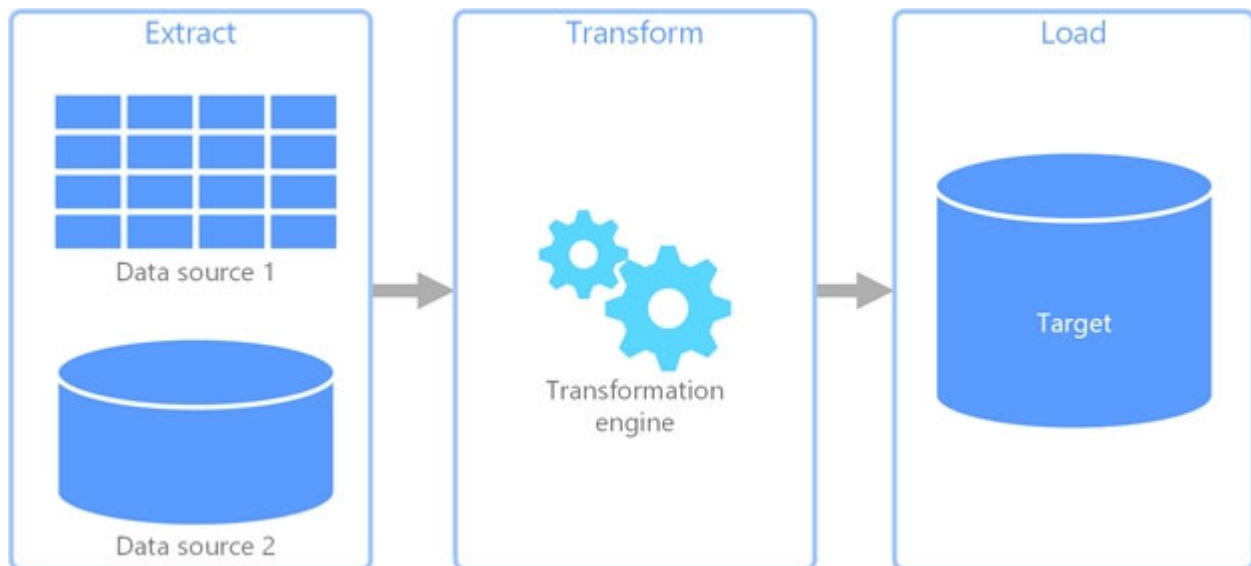 Extract
Data source 1
Data source 2
Transform
Transformation
engine
Load
Target